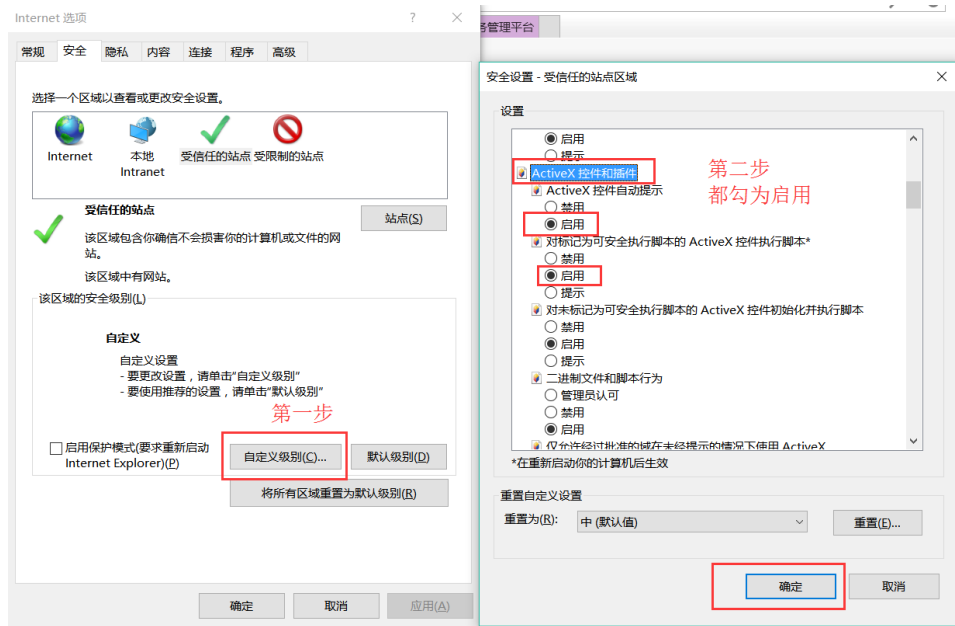 Internet 选项
常规 安全 隐私 内容 连接 程序 高级
选择一个区域以查看或更改安全设置。
Internet
本地
Intranet
受信任的站点
受限制的站点
受信任的站点
站点(S)
该区域包含你确信不会损害你的计算机或文件的网
站。
该区域中有网站。
该区域的安全级别(L)
自定义
自定义设置
- 要更改设置，请单击"自定义级别"
- 要使用推荐的设置，请单击"默认级别"
第一步
启用保护模式(要求重新启动
Internet Explorer)(P)
自定义级别(C)...
默认级别(D)
将所有区域重置为默认级别(R)
确定
取消
应用(A)
管理平台
安全设置 - 受信任的站点区域
设置
启用
提示
ActiveX 控件和插件
ActiveX 控件自动提示
禁用
启用
对标记为可安全执行脚本的 ActiveX 控件执行脚本*
禁用
启用
提示
对未标记为可安全执行脚本的 ActiveX 控件初始化并执行脚本
禁用
启用
提示
二进制文件和脚本行为
管理员认可
禁用
启用
仅允许经过批准的域在未经提示的情况下使用 ActiveX
第二步
都勾为启用
*在重新启动你的计算机后生效
重置自定义设置
重置为(R):
中 (默认值)
重置(E)...
确定
取消